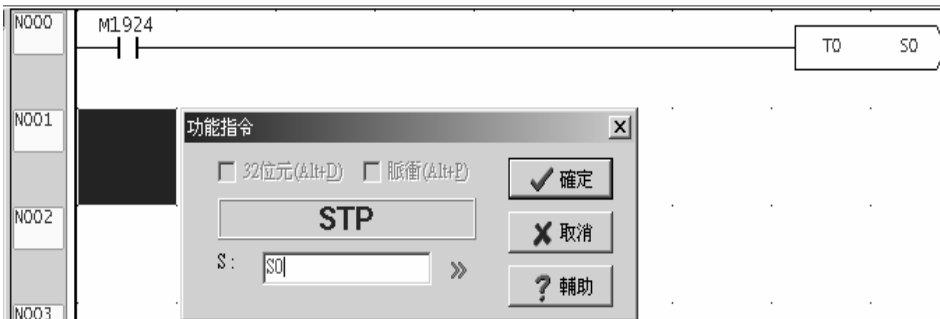 N000
M1924
TO S0
N001
功能指令
32位元(Alt+D) 脈衝(Alt+P)
確定
STP
N002
取消
S: S0
輔助
N003